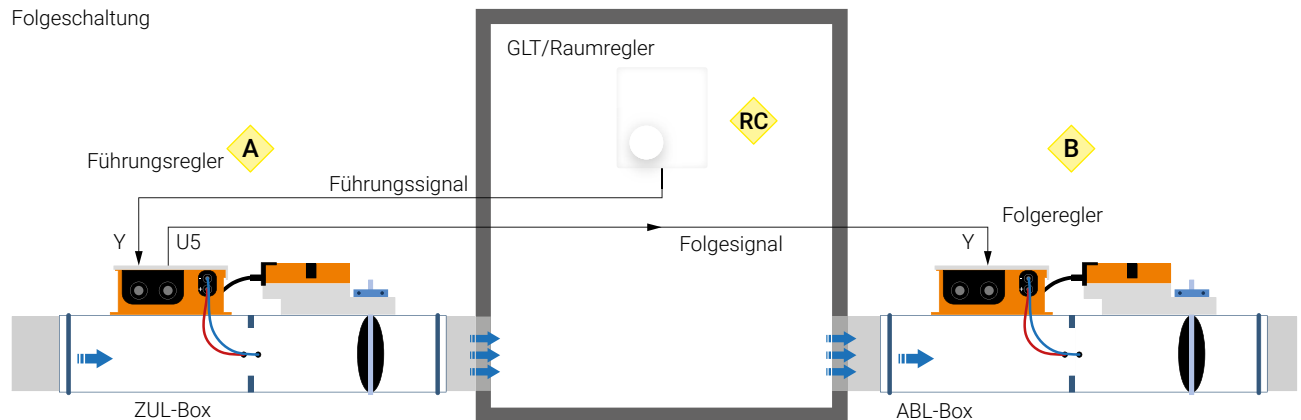 Folgeschaltung
GLT/Raumregler
RC
A
B
Führungsregler
Führungssignal
Folgeregler
Y
U5
Folgesignal
Y
ZUL-Box
ABL-Box